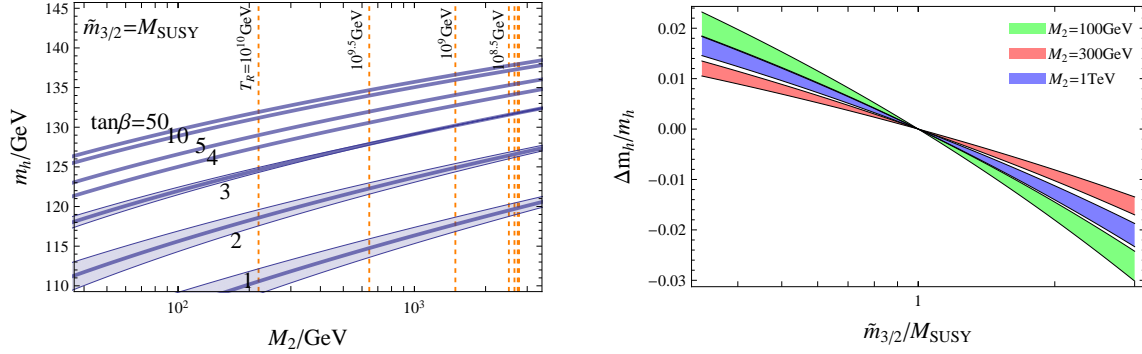 m̃3/2=MSUSY
TR=10^10GeV
10^9.5GeV
10^9GeV
10^8.5GeV
tanβ=50
10
5
4
3
2
1
145
140
135
130
125
120
115
110
mh/GeV
10^2
10^3
M2/GeV
M2=100GeV
M2=300GeV
M2=1TeV
0.02
0.01
0.00
-0.01
-0.02
-0.03
Δmh/mh
1
m̃3/2/MSUSY